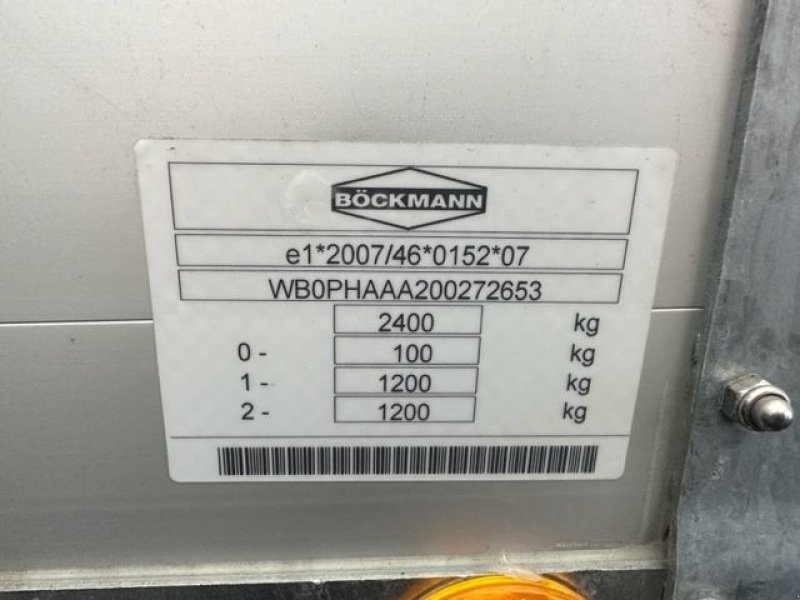 BÖCKMANN
e1*2007/46*0152*07
WB0PHAAA200272653
2400 kg
0- 100 kg
1- 1200 kg
2- 1200 kg